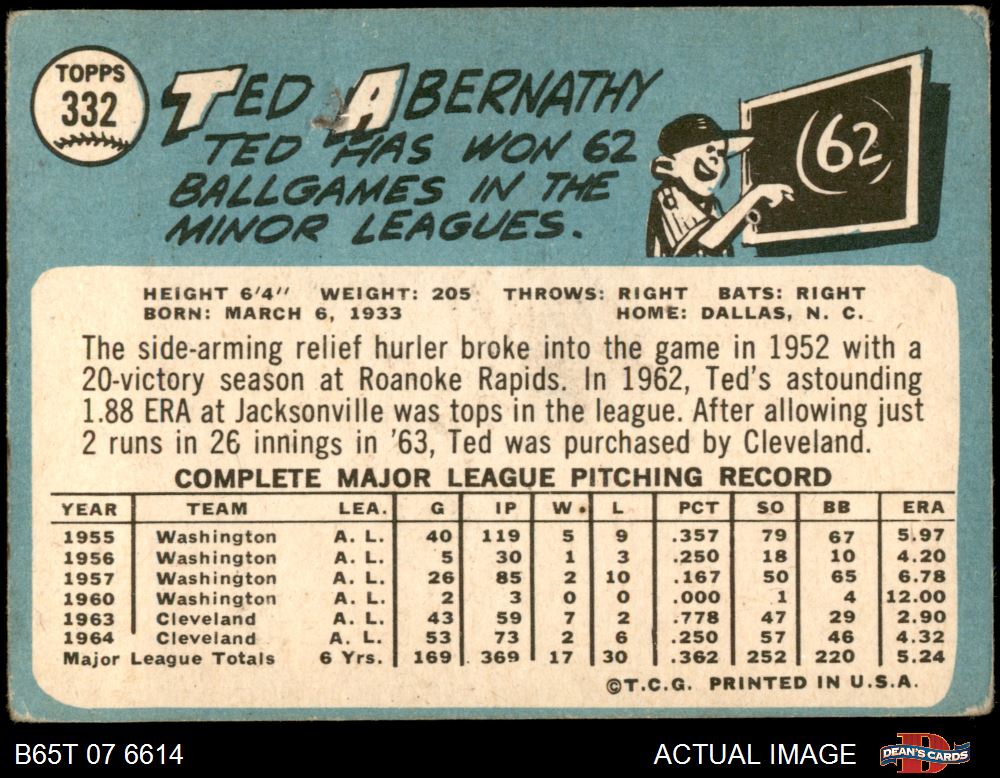 TOPPS
332
TED ABERNATHY
TED HAS WON 62
BALLGAMES IN THE
MINOR LEAGUES.
(62)
HEIGHT 6'4" WEIGHT: 205 THROWS: RIGHT BATS: RIGHT
BORN: MARCH 6, 1933 HOME: DALLAS, N. C.
The side-arming relief hurler broke into the game in 1952 with a
20-victory season at Roanoke Rapids. In 1962, Ted's astounding
1.88 ERA at Jacksonville was tops in the league. After allowing just
2 runs in 26 innings in '63, Ted was purchased by Cleveland.
COMPLETE MAJOR LEAGUE PITCHING RECORD
YEAR TEAM LEA. G IP W L PCT SO BB ERA
1955 Washington A. L. 40 119 5 9 .357 79 67 5.97
1956 Washington A. L. 5 30 1 3 .250 18 10 4.20
1957 Washington A. L. 26 85 2 10 .167 50 65 6.78
1960 Washington A. L. 2 3 0 0 .000 1 4 12.00
1963 Cleveland A. L. 43 59 7 2 .778 47 29 2.90
1964 Cleveland A. L. 53 73 2 6 .250 57 46 4.32
Major League Totals 6 Yrs. 169 369 17 30 .362 252 220 5.24
©T.C.G. PRINTED IN U.S.A.
B65T 07 6614 ACTUAL IMAGE DEAN'S CARDS